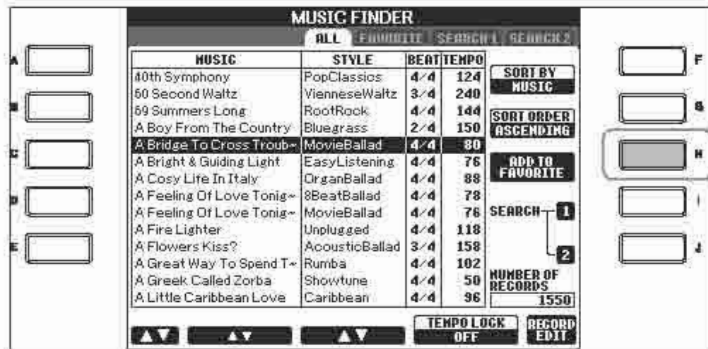 MUSIC FINDER
ALL FAVORITE SEARCH 1 SEARCH 2
MUSIC STYLE BEAT TEMPO
40th Symphony PopClassics 4/4 124
60 Second Waltz VienneseWaltz 3/4 240
69 Summers Long RootRock 4/4 144
A Boy From The Country Bluegrass 2/4 150
A Bridge To Cross Troub~ MovieBallad 4/4 80
A Bright & Guiding Light EasyListening 4/4 76
A Cosy Life In Italy OrganBallad 4/4 88
A Feeling Of Love Tonig~ 8BeatBallad 4/4 78
A Feeling Of Love Tonig~ MovieBallad 4/4 76
A Fire Lighter Unplugged 4/4 118
A Flowers Kiss? AcousticBallad 3/4 158
A Great Way To Spend T~ Rumba 4/4 102
A Greek Called Zorba Showtune 4/4 50
A Little Caribbean Love Caribbean 4/4 96
SORT BY
MUSIC
SORT ORDER
ASCENDING
ADD TO
FAVORITE
SEARCH 1
2
NUMBER OF
RECORDS
1550
TEMPO LOCK
OFF
RECORD
EDIT
A
B
C
D
E
F
G
H
I
J